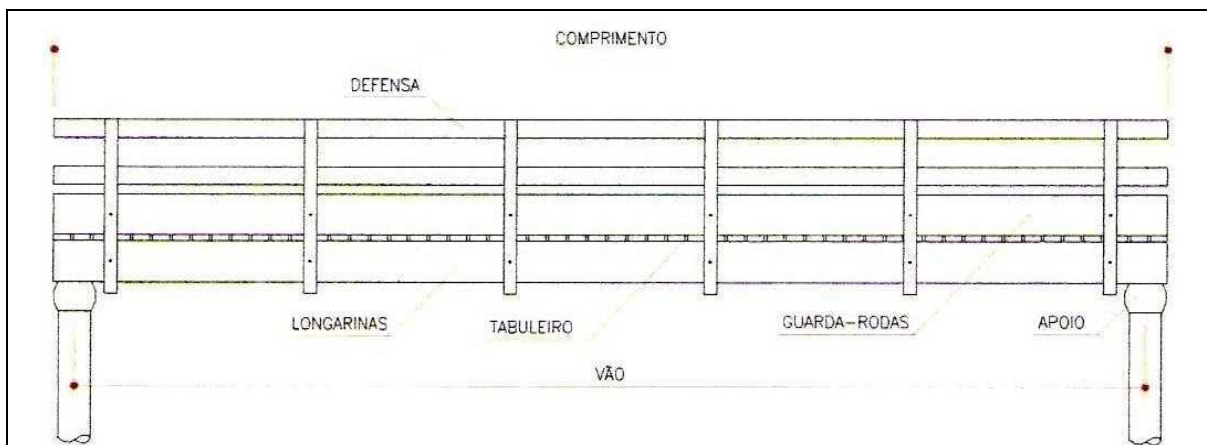 COMPRIMENTO
DEFENSA
LONGARINAS
TABULEIRO
GUARDA-RODAS
APOIO
VÃO